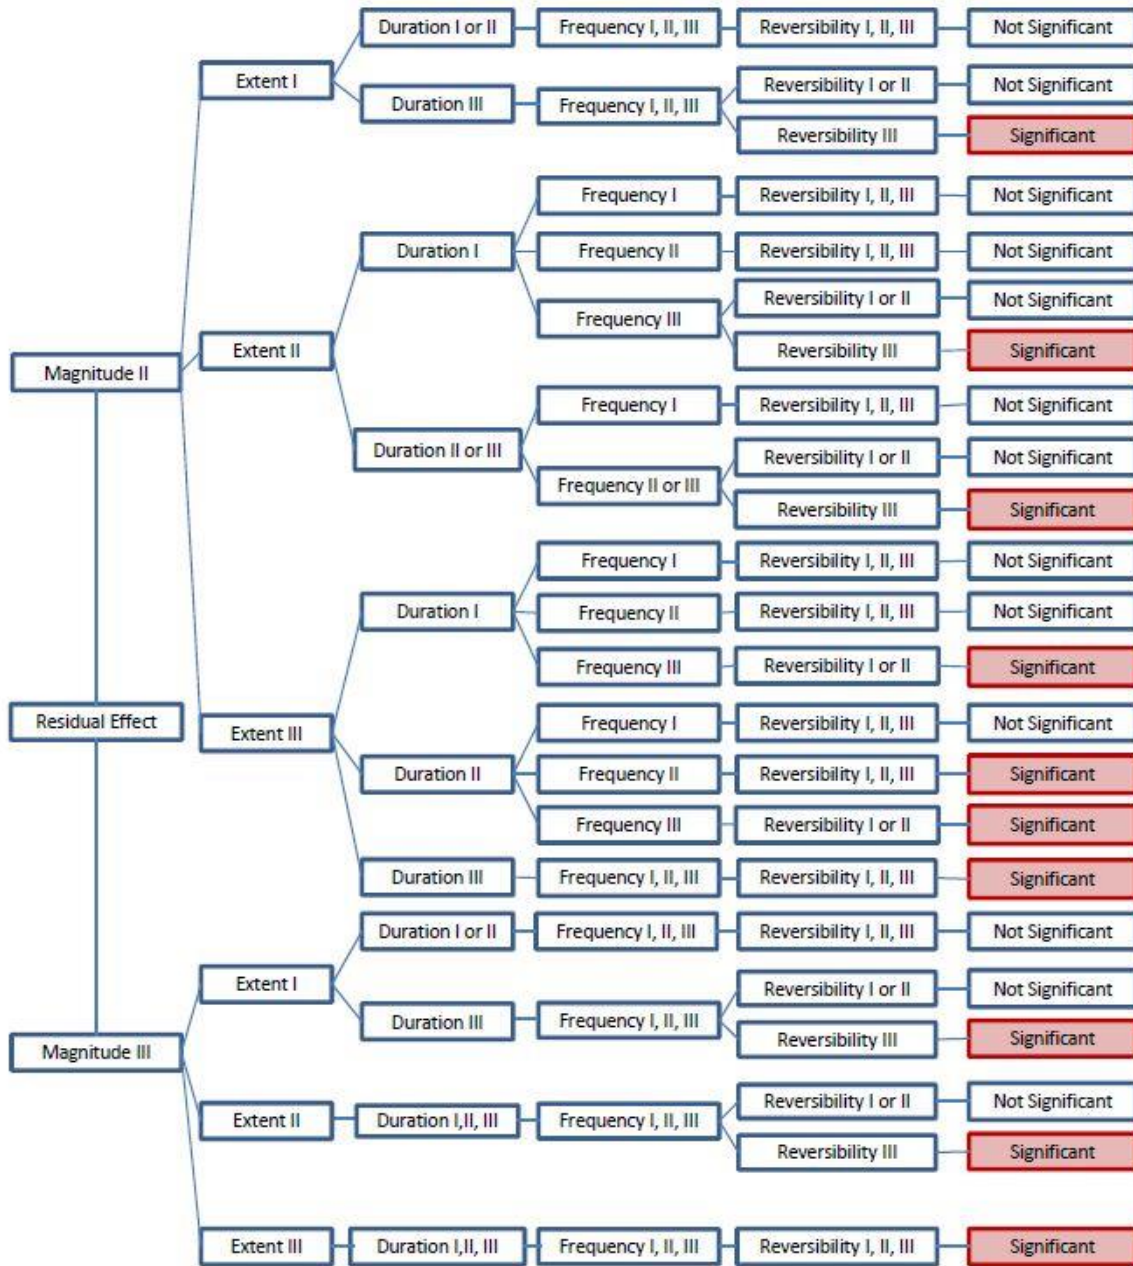 Duration I or II Frequency I, II, III Reversibility I, II, III Not Significant
Extent I
Reversibility I or II Not Significant
Duration III Frequency I, II, III
Reversibility III Significant
Frequency I Reversibility I, II, III Not Significant
Duration I Frequency II Reversibility I, II, III Not Significant
Reversibility I or II Not Significant
Frequency III
Extent II Reversibility III Significant
Magnitude II
Frequency I Reversibility I, II, III Not Significant
Duration II or III
Reversibility I or II Not Significant
Frequency II or III
Reversibility III Significant
Frequency I Reversibility I, II, III Not Significant
Duration I Frequency II Reversibility I, II, III Not Significant
Frequency III Reversibility I or II Significant
Residual Effect Frequency I Reversibility I, II, III Not Significant
Extent III
Duration II Frequency II Reversibility I, II, III Significant
Frequency III Reversibility I or II Significant
Duration III Frequency I, II, III Reversibility I, II, III Significant
Duration I or II Frequency I, II, III Reversibility I, II, III Not Significant
Extent I
Reversibility I or II Not Significant
Duration III Frequency I, II, III
Reversibility III Significant
Magnitude III
Reversibility I or II Not Significant
Extent II Duration I,II, III Frequency I, II, III
Reversibility III Significant
Extent III Duration I,II, III Frequency I, II, III Reversibility I, II, III Significant